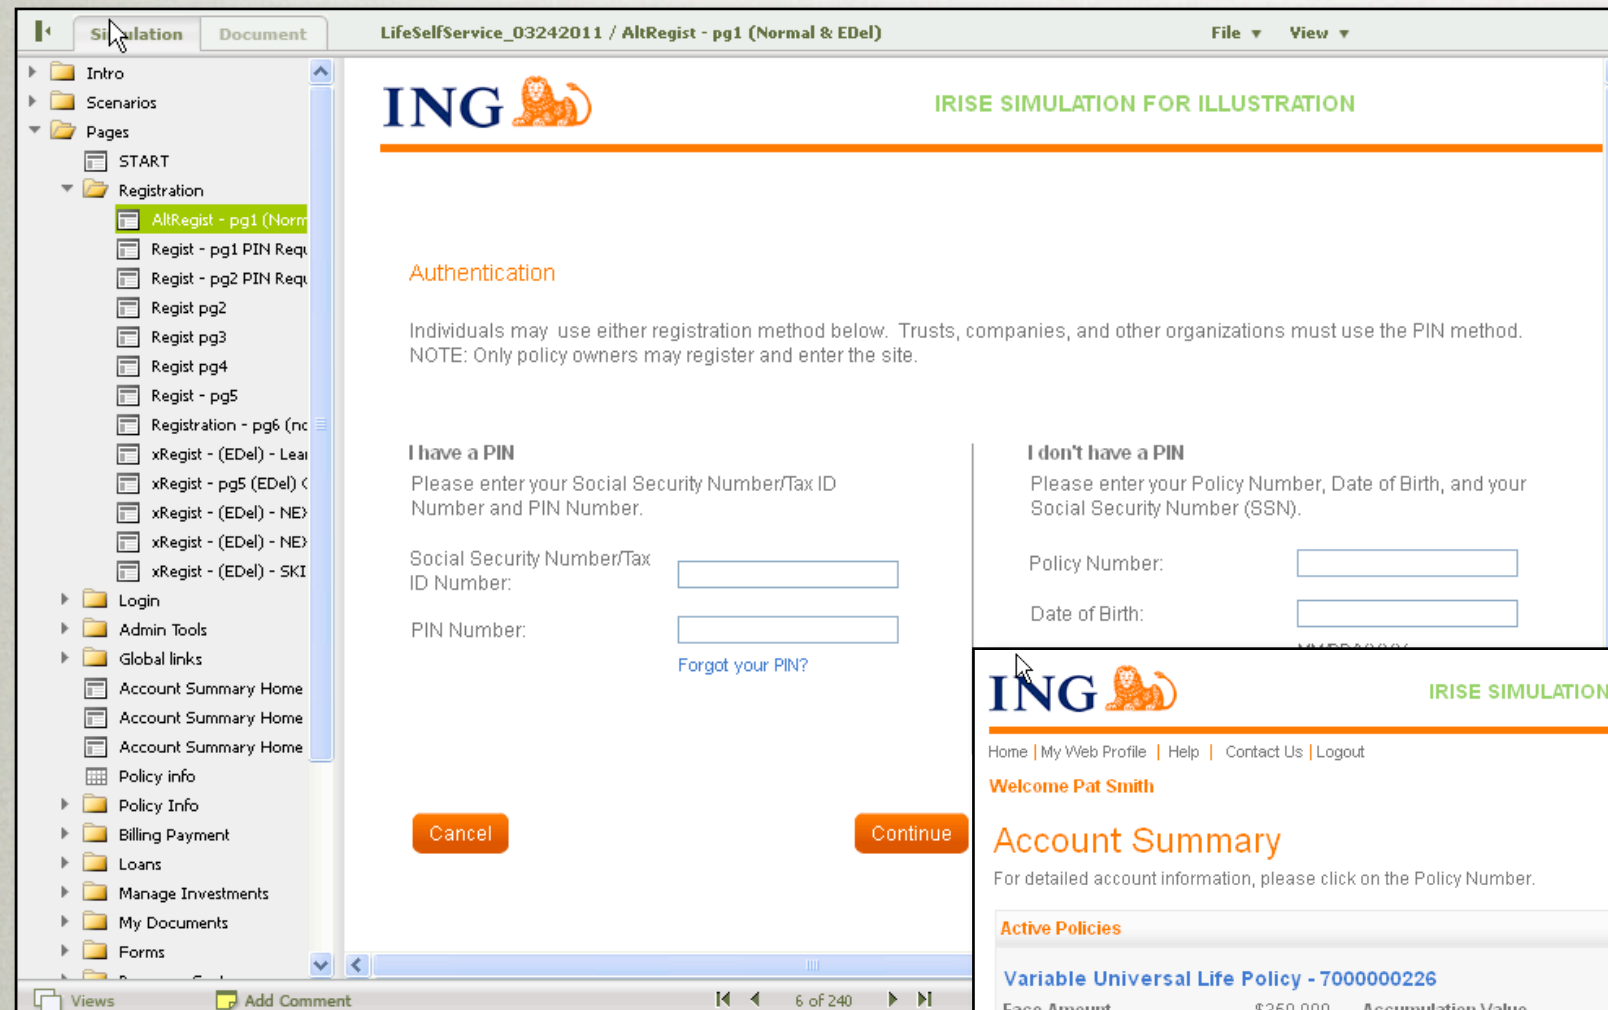 Simulation
Document
LifeSelfService_03242011 / AltRegist - pg1 (Normal & EDel)
File
View
Intro
Scenarios
Pages
START
Registration
AltRegist - pg1 (Norm
Regist - pg1 PIN Requ
Regist - pg2 PIN Requ
Regist pg2
Regist pg3
Regist pg4
Regist - pg5
Registration - pg6 (no
xRegist - (EDel) - Lear
xRegist - pg5 (EDel)
xRegist - (EDel) - NEX
xRegist - (EDel) - NEX
xRegist - (EDel) - SKI
Login
Admin Tools
Global links
Account Summary Home
Account Summary Home
Account Summary Home
Policy info
Policy Info
Billing Payment
Loans
Manage Investments
My Documents
Forms
Views
Add Comment
6 of 240
ING
IRISE SIMULATION FOR ILLUSTRATION
Authentication
Individuals may use either registration method below. Trusts, companies, and other organizations must use the PIN method.
NOTE: Only policy owners may register and enter the site.
I have a PIN
Please enter your Social Security Number/Tax ID
Number and PIN Number.
Social Security Number/Tax
ID Number:
PIN Number:
Forgot your PIN?
I don't have a PIN
Please enter your Policy Number, Date of Birth, and your
Social Security Number (SSN).
Policy Number:
Date of Birth:
Cancel
Continue
ING
IRISE SIMULATION
Home | My Web Profile | Help | Contact Us | Logout
Welcome Pat Smith
Account Summary
For detailed account information, please click on the Policy Number.
Active Policies
Variable Universal Life Policy - 7000000226
Face Amount $350,000 Accumulation Value